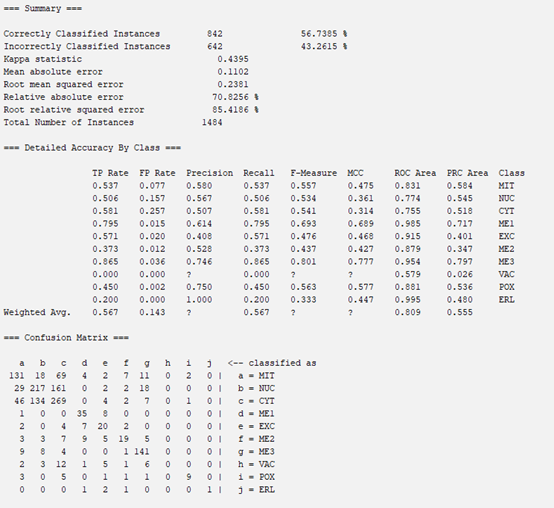 === Summary ===
Correctly Classified Instances 842 56.7385 %
Incorrectly Classified Instances 642 43.2615 %
Kappa statistic 0.4395
Mean absolute error 0.1102
Root mean squared error 0.2381
Relative absolute error 70.8256 %
Root relative squared error 85.4186 %
Total Number of Instances 1484
=== Detailed Accuracy By Class ===
TP Rate FP Rate Precision Recall F-Measure MCC ROC Area PRC Area Class
0.537 0.077 0.580 0.537 0.557 0.475 0.831 0.584 MIT
0.506 0.157 0.567 0.506 0.534 0.361 0.774 0.545 NUC
0.581 0.257 0.507 0.581 0.541 0.314 0.755 0.518 CYT
0.795 0.015 0.614 0.795 0.693 0.689 0.985 0.717 ME1
0.571 0.020 0.408 0.571 0.476 0.468 0.915 0.401 EXC
0.373 0.012 0.528 0.373 0.437 0.427 0.879 0.347 ME2
0.865 0.036 0.746 0.865 0.801 0.777 0.954 0.797 ME3
0.000 0.000 ? 0.000 ? ? 0.579 0.026 VAC
0.450 0.002 0.750 0.450 0.563 0.577 0.881 0.536 POX
0.200 0.000 1.000 0.200 0.333 0.447 0.995 0.480 ERL
Weighted Avg. 0.567 0.143 ? 0.567 ? ? 0.809 0.555
=== Confusion Matrix ===
a b c d e f g h i j <-- classified as
131 18 69 4 2 7 11 0 2 0 | a = MIT
29 217 161 0 2 2 18 0 0 0 | b = NUC
46 134 269 0 4 2 7 0 1 0 | c = CYT
1 0 0 35 8 0 0 0 0 0 | d = ME1
2 0 4 7 20 2 0 0 0 0 | e = EXC
3 3 7 9 5 19 5 0 0 0 | f = ME2
9 8 4 0 0 1 141 0 0 0 | g = ME3
2 3 12 1 5 1 6 0 0 0 | h = VAC
3 0 5 0 1 1 1 0 9 0 | i = POX
0 0 0 1 2 1 0 0 0 1 | j = ERL